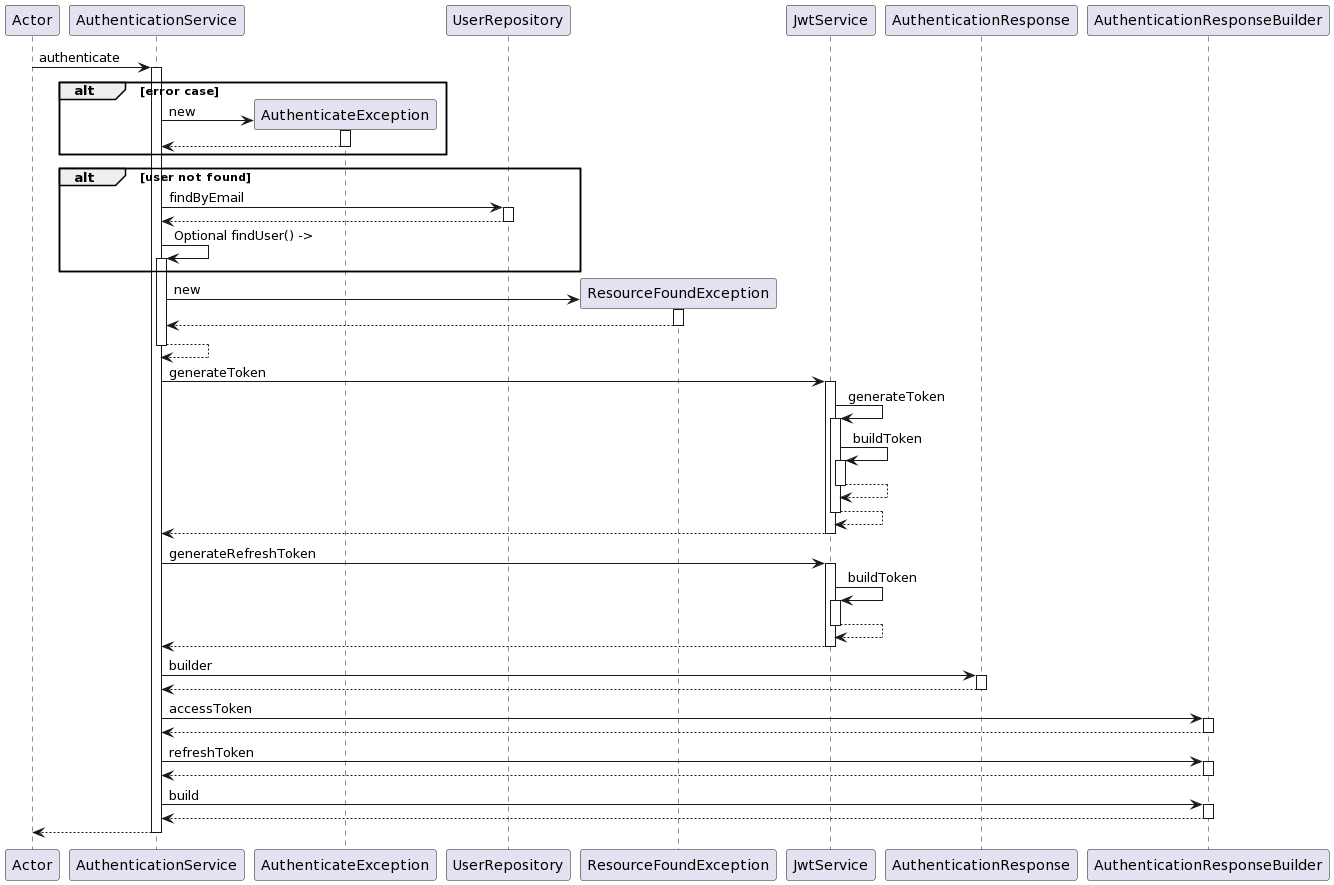 Actor AuthenticationService UserRepository JwtService AuthenticationResponse AuthenticationResponseBuilder
authenticate
alt [error case]
new
AuthenticateException
alt [user not found]
findByEmail
Optional findUser() ->
new
ResourceFoundException
generateToken
generateToken
buildToken
generateRefreshToken
buildToken
builder
accessToken
refreshToken
build
Actor AuthenticationService AuthenticateException UserRepository ResourceFoundException JwtService AuthenticationResponse AuthenticationResponseBuilder